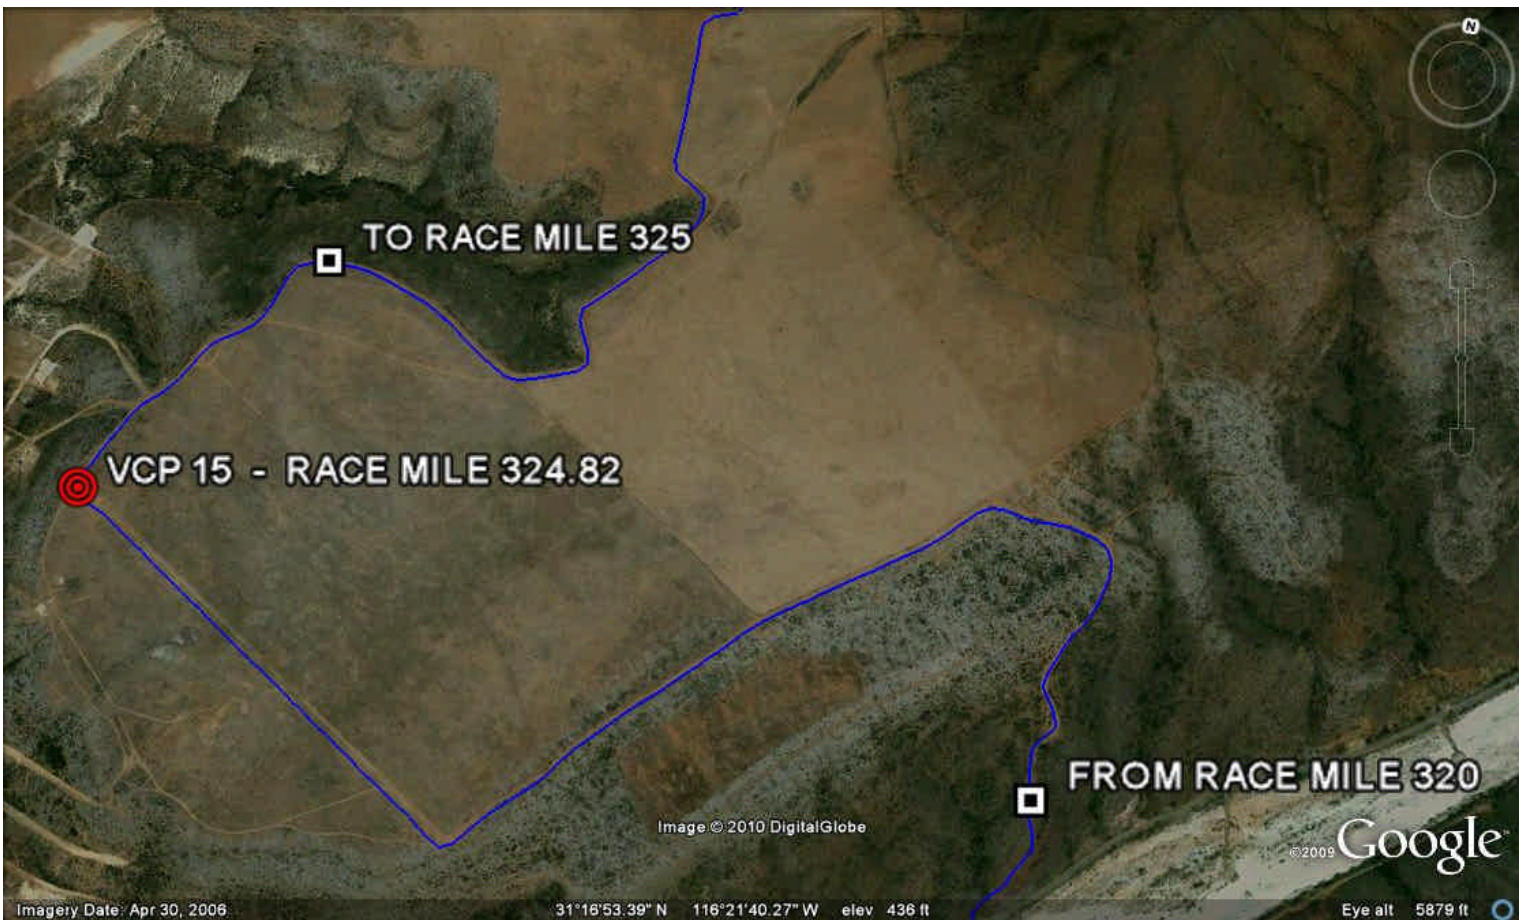 N
TO RACE MILE 325
VCP 15 - RACE MILE 324.82
FROM RACE MILE 320
Image © 2010 DigitalGlobe
©2009 Google™
Imagery Date: Apr 30, 2006 31°16'53.39" N 116°21'40.27" W elev 436 ft Eye alt 5879 ft